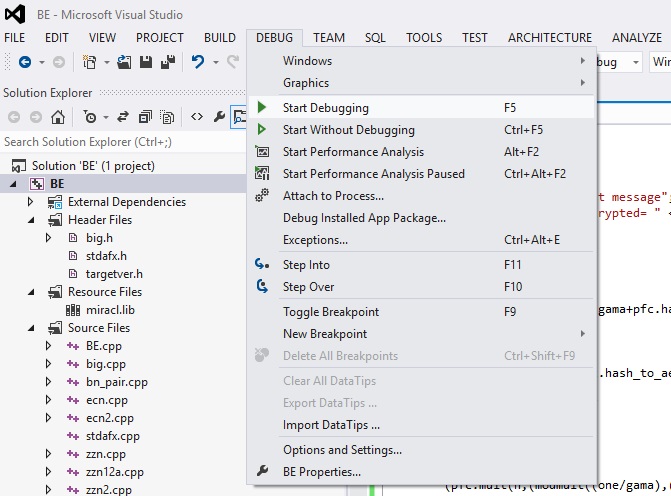 BE - Microsoft Visual Studio
FILE EDIT VIEW PROJECT BUILD DEBUG TEAM SQL TOOLS TEST ARCHITECTURE ANALYZE
Solution Explorer
Search Solution Explorer (Ctrl+;)
Solution 'BE' (1 project)
BE
External Dependencies
Header Files
big.h
stdafx.h
targetver.h
Resource Files
miracl.lib
Source Files
BE.cpp
big.cpp
bn_pair.cpp
ecn.cpp
ecn2.cpp
stdafx.cpp
zzn.cpp
zzn12a.cpp
zzn2.cpp
Windows
Graphics
Start Debugging F5
Start Without Debugging Ctrl+F5
Start Performance Analysis Alt+F2
Start Performance Analysis Paused Ctrl+Alt+F2
Attach to Process...
Debug Installed App Package...
Exceptions... Ctrl+Alt+E
Step Into F11
Step Over F10
Toggle Breakpoint F9
New Breakpoint
Delete All Breakpoints Ctrl+Shift+F9
Clear All DataTips
Export DataTips ...
Import DataTips ...
Options and Settings...
BE Properties...
bug Win
t message";
rypted= " <
gama+pfc.ha
.hash_to_ae
(pfc.mult(h,(modmult((one/gama),(